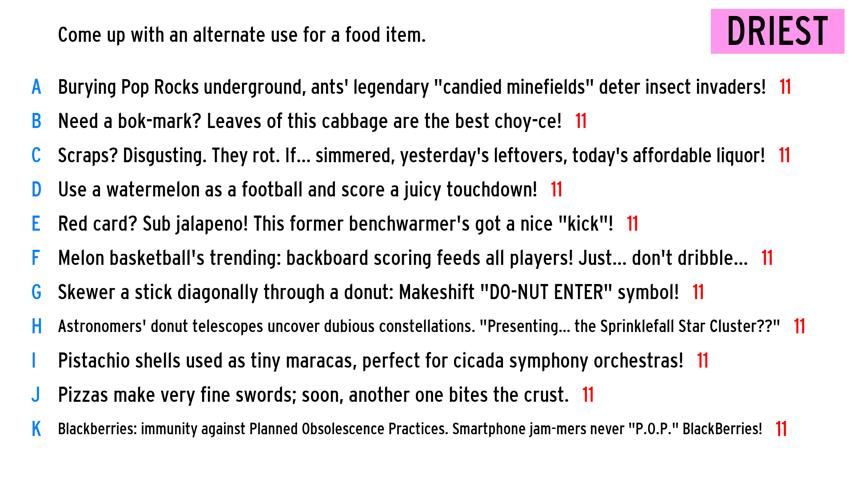 Come up with an alternate use for a food item.
DRIEST
A Burying Pop Rocks underground, ants' legendary "candied minefields" deter insect invaders! 11
B Need a bok-mark? Leaves of this cabbage are the best choy-ce! 11
C Scraps? Disgusting. They rot. If... simmered, yesterday's leftovers, today's affordable liquor! 11
D Use a watermelon as a football and score a juicy touchdown! 11
E Red card? Sub jalapeno! This former benchwarmer's got a nice "kick"! 11
F Melon basketball's trending: backboard scoring feeds all players! Just... don't dribble... 11
G Skewer a stick diagonally through a donut: Makeshift "DO-NUT ENTER" symbol! 11
H Astronomers' donut telescopes uncover dubious constellations. "Presenting... the Sprinklefall Star Cluster??" 11
I Pistachio shells used as tiny maracas, perfect for cicada symphony orchestras! 11
J Pizzas make very fine swords; soon, another one bites the crust. 11
K Blackberries: immunity against Planned Obsolescence Practices. Smartphone jam-mers never "P.O.P." BlackBerries! 11